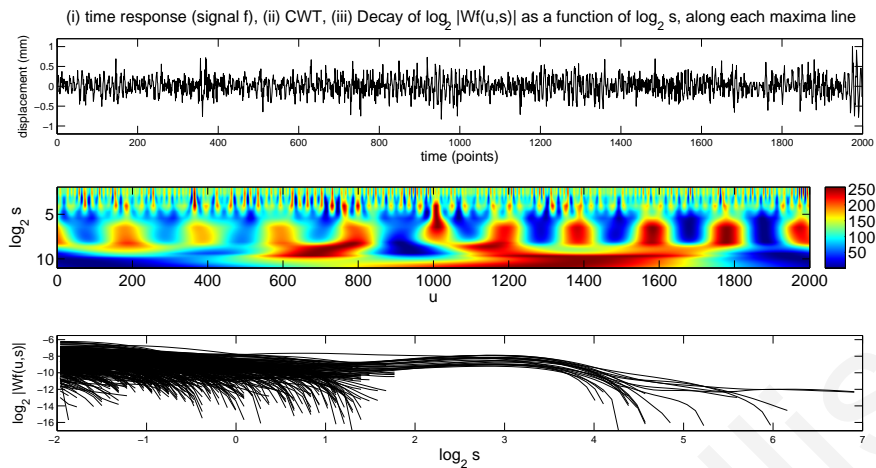 (i) time response (signal f), (ii) CWT, (iii) Decay of log₂ |Wf(u,s)| as a function of log₂ s, along each maxima line
displacement (mm)
1
0.5
0
−0.5
−1
0 200 400 600 800 1000 1200 1400 1600 1800 2000
time (points)
log₂ s
5
10
0 200 400 600 800 1000 1200 1400 1600 1800 2000
u
250
200
150
100
50
log₂ |Wf(u,s)|
−6
−8
−10
−12
−14
−16
−2 −1 0 1 2 3 4 5 6 7
log₂ s